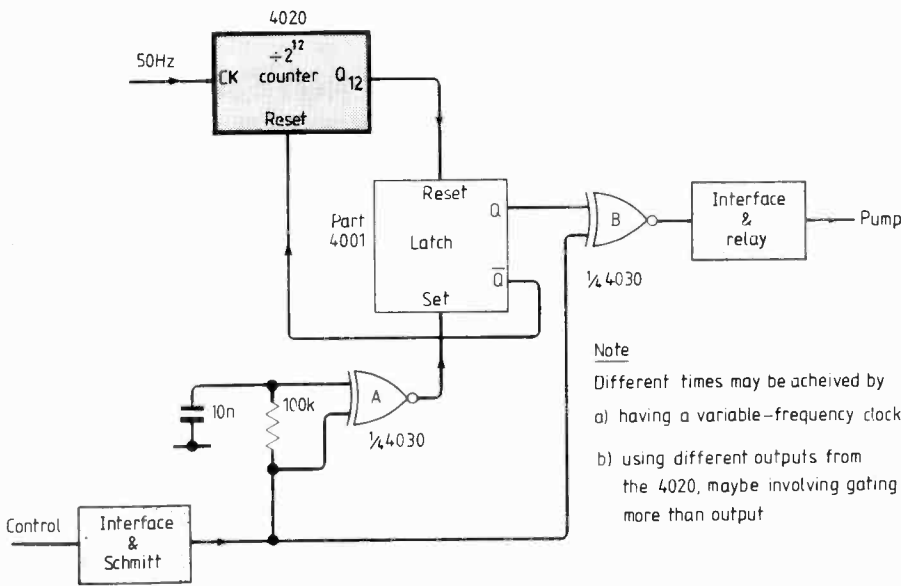 4020
÷2¹²
50Hz
CK counter Q₁₂
Reset
Reset
Part
4001
Q
Latch
Q̅
Set
B
¼ 4030
Interface
&
relay
Pump
10n
100k
A
¼ 4030
Control
Interface
&
Schmitt
Note
Different times may be acheived by
a) having a variable-frequency clock
b) using different outputs from
the 4020, maybe involving gating
more than output